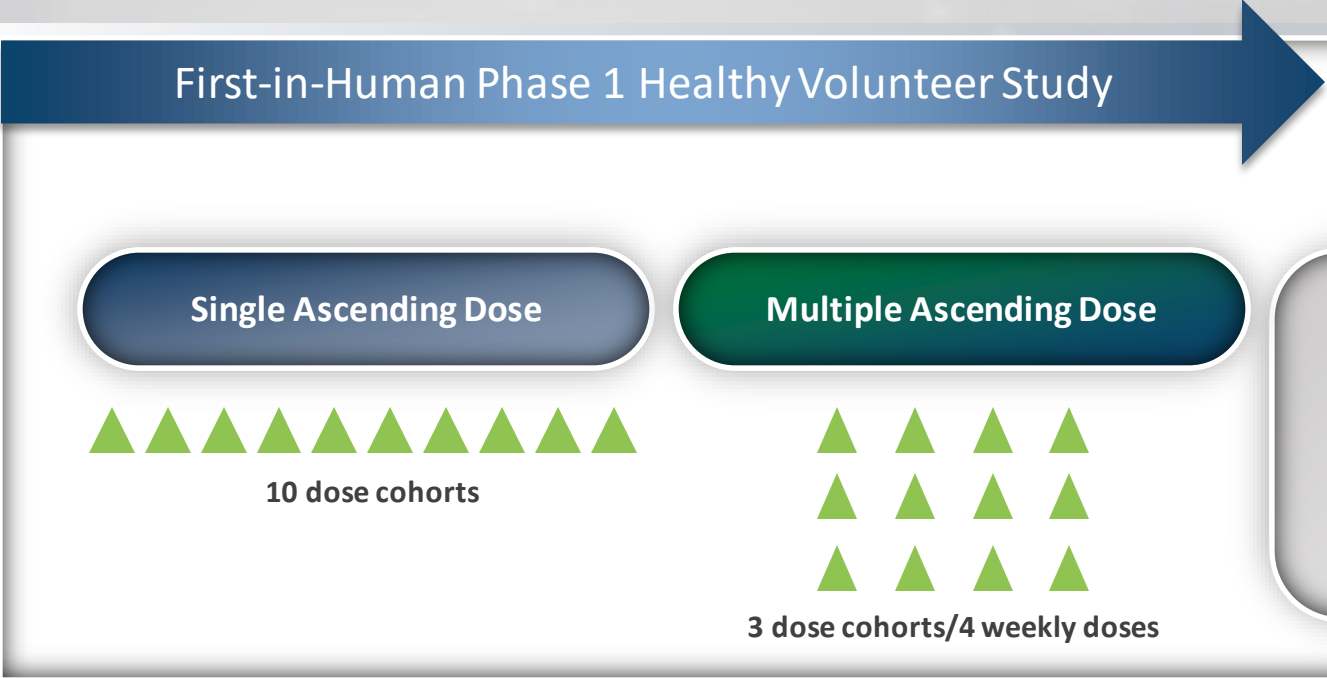 First-in-Human Phase 1 Healthy Volunteer Study
Single Ascending Dose
Multiple Ascending Dose
10 dose cohorts
3 dose cohorts/4 weekly doses